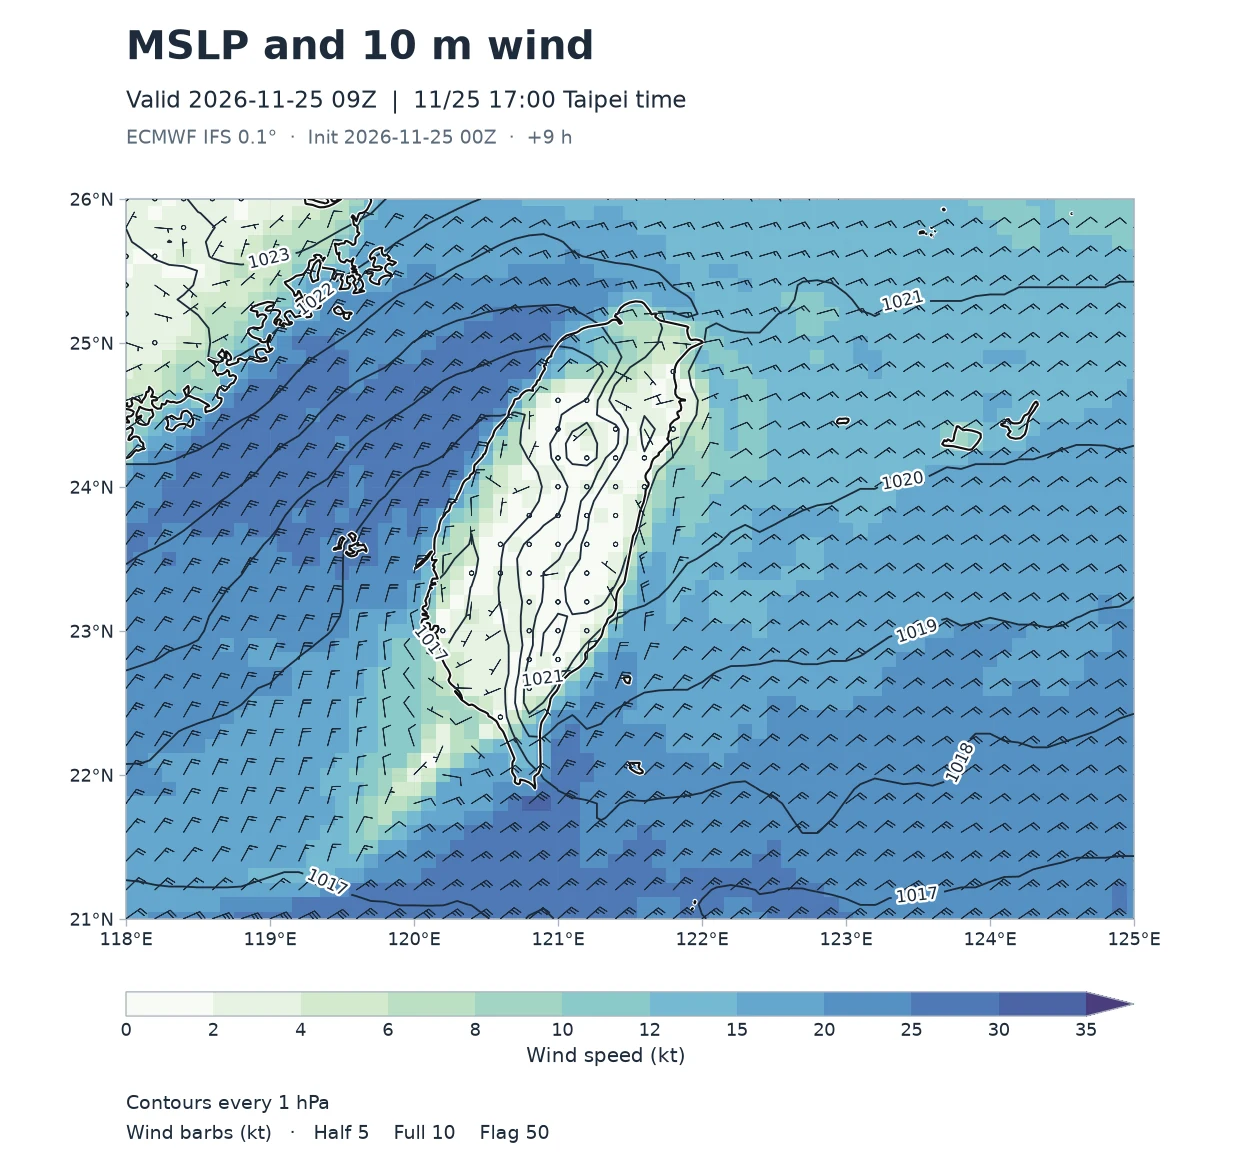 MSLP and 10 m wind
Valid 2026-11-25 09Z | 11/25 17:00 Taipei time
ECMWF IFS 0.1° · Init 2026-11-25 00Z · +9 h
26°N
25°N
24°N
23°N
22°N
21°N
1023
1022
1021
1020
1019
1018
1017
1021
1017
1017
118°E 119°E 120°E 121°E 122°E 123°E 124°E 125°E
0 2 4 6 8 10 12 15 20 25 30 35
Wind speed (kt)
Contours every 1 hPa
Wind barbs (kt) · Half 5 Full 10 Flag 50